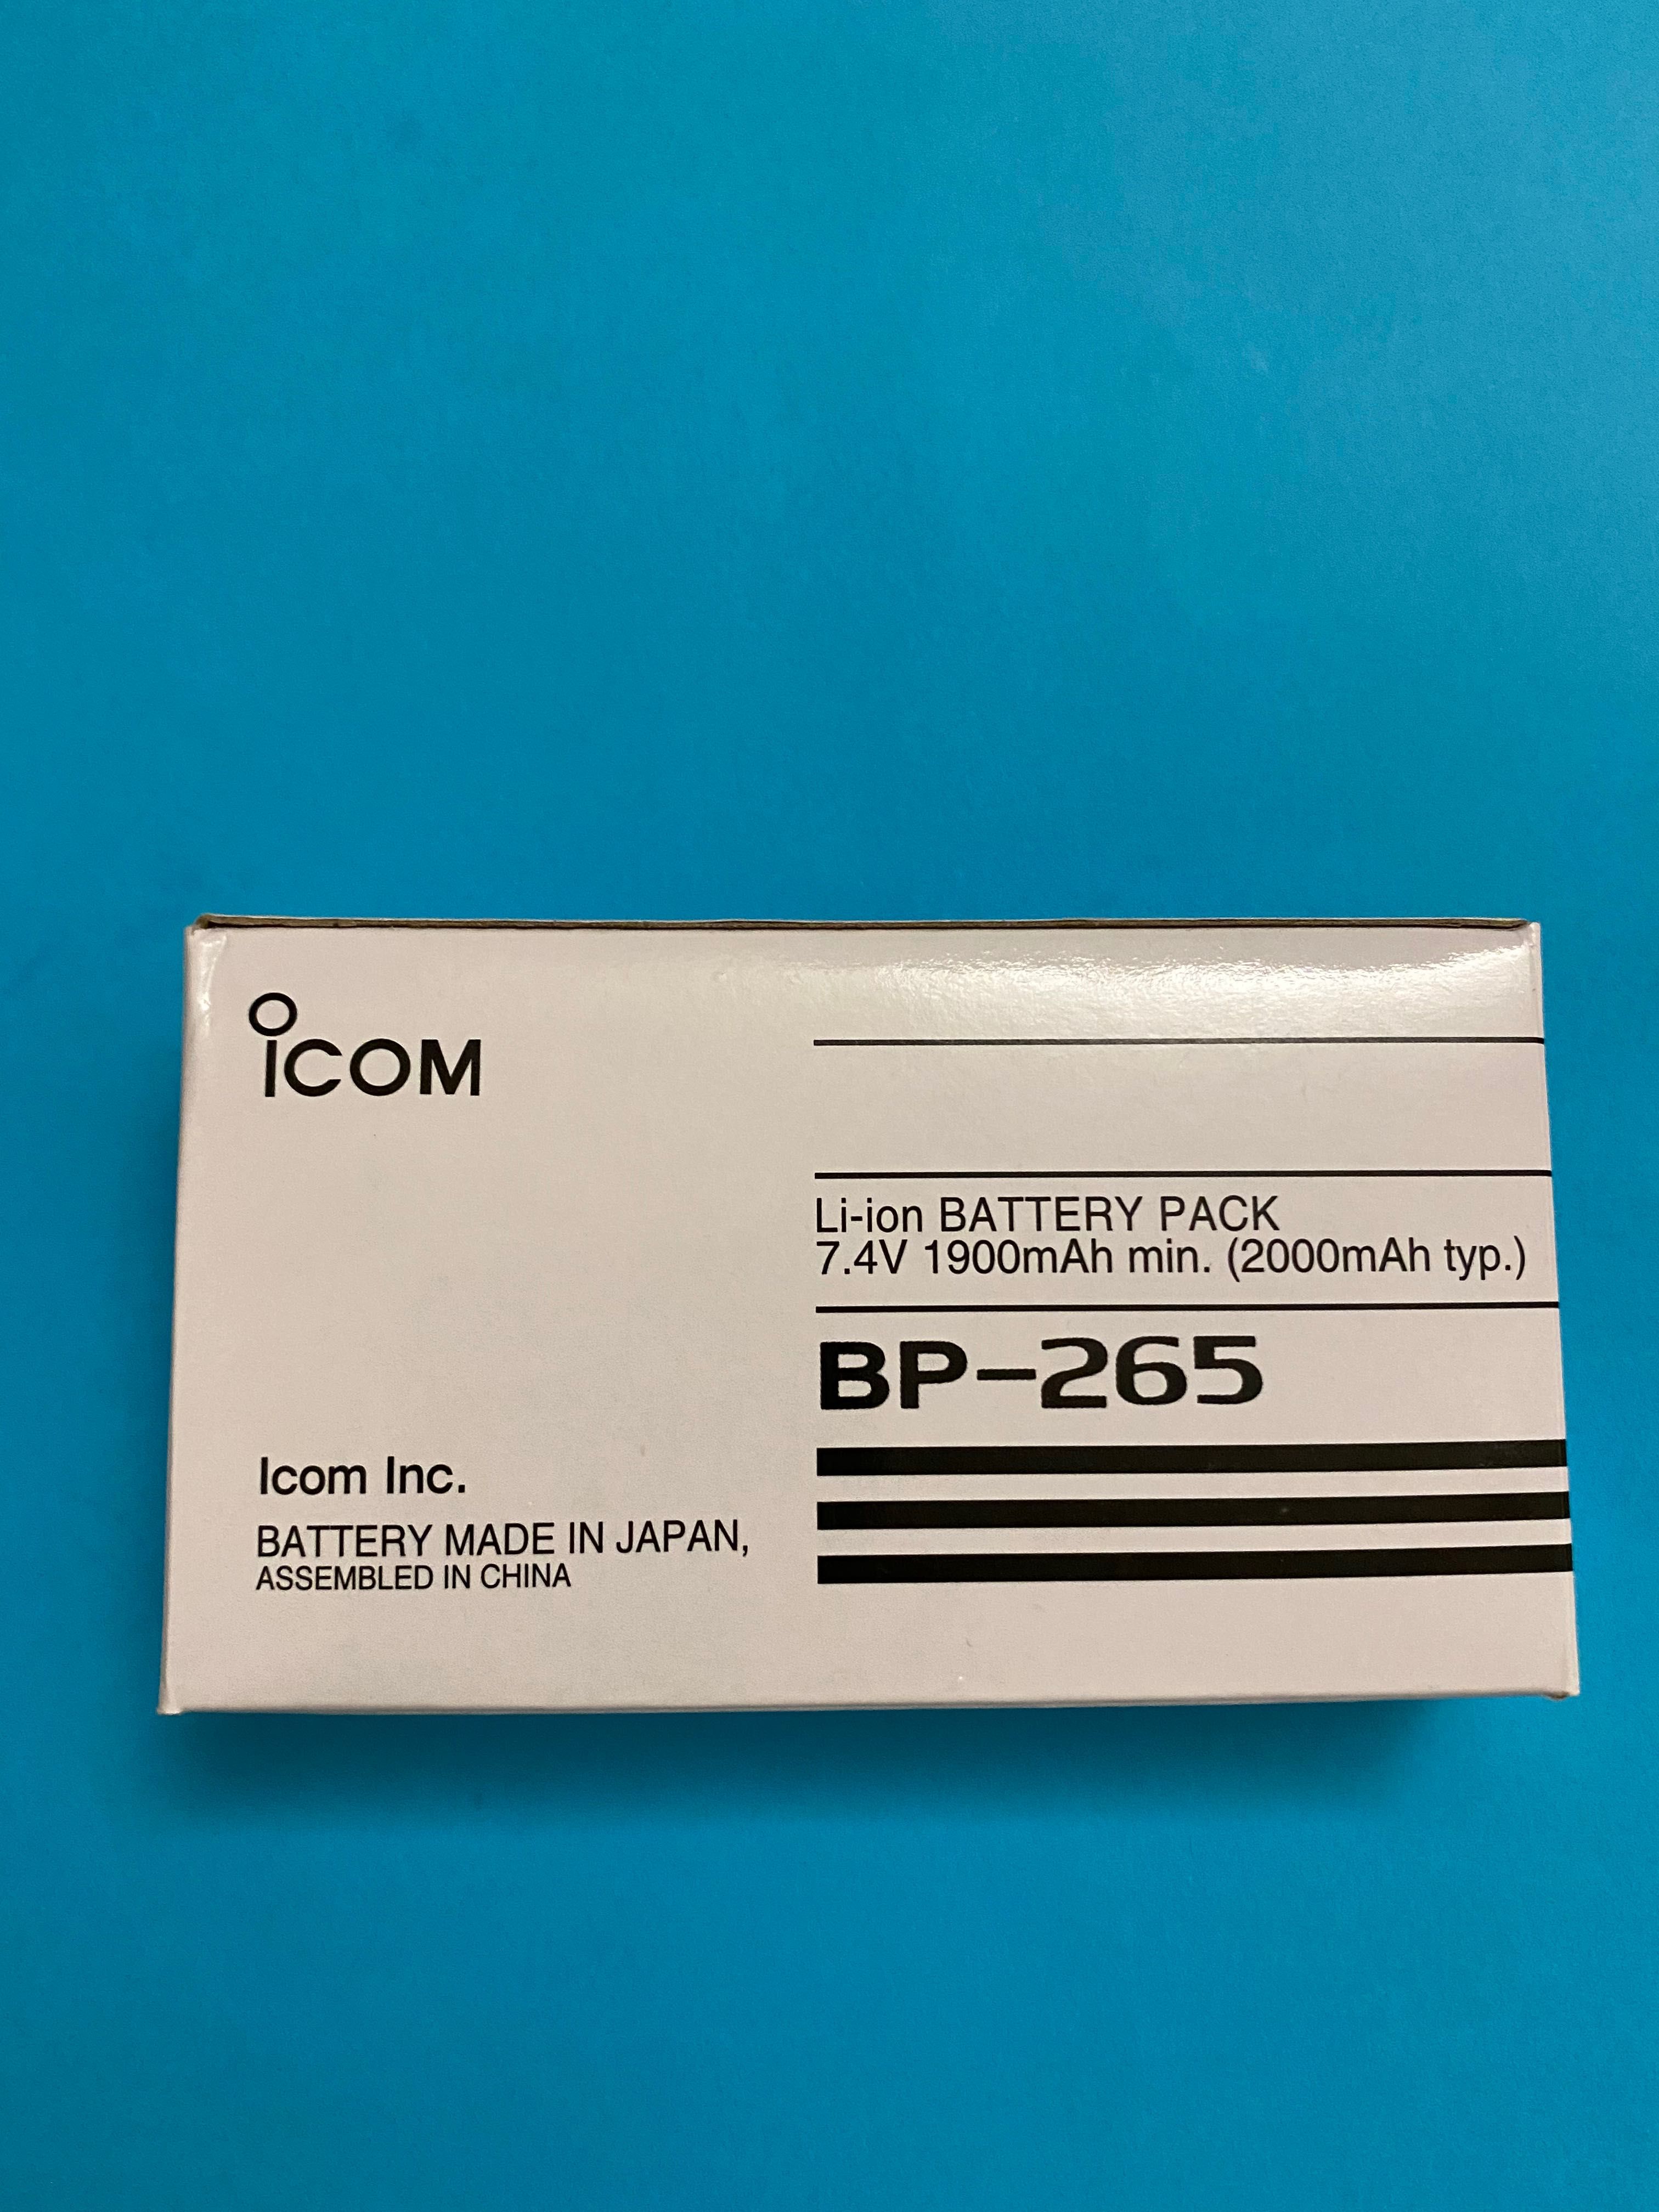 ICOM
Li-ion BATTERY PACK
7.4V 1900mAh min. (2000mAh typ.)
BP-265
Icom Inc.
BATTERY MADE IN JAPAN,
ASSEMBLED IN CHINA